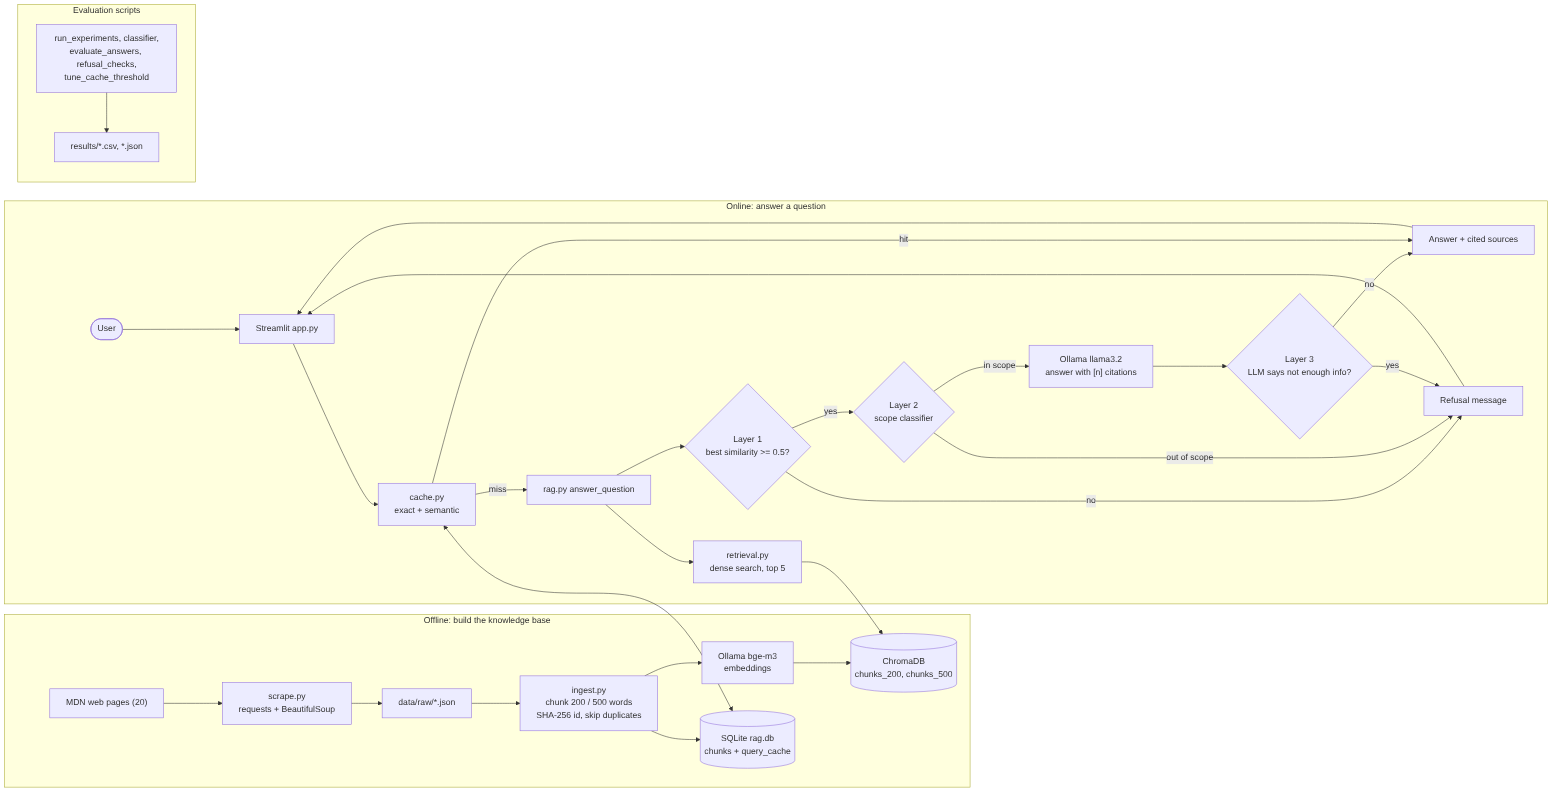 Evaluation scripts
run_experiments, classifier,
evaluate_answers,
refusal_checks,
tune_cache_threshold
results/*.csv, *.json
Online: answer a question
Answer + cited sources
hit
no
User
Streamlit app.py
Layer 3
LLM says not enough info?
Ollama llama3.2
answer with [n] citations
in scope
yes
Refusal message
Layer 2
scope classifier
yes
Layer 1
best similarity >= 0.5?
out of scope
cache.py
exact + semantic
miss
rag.py answer_question
no
retrieval.py
dense search, top 5
Offline: build the knowledge base
Ollama bge-m3
embeddings
ChromaDB
chunks_200, chunks_500
MDN web pages (20)
scrape.py
requests + BeautifulSoup
data/raw/*.json
ingest.py
chunk 200 / 500 words
SHA-256 id, skip duplicates
SQLite rag.db
chunks + query_cache